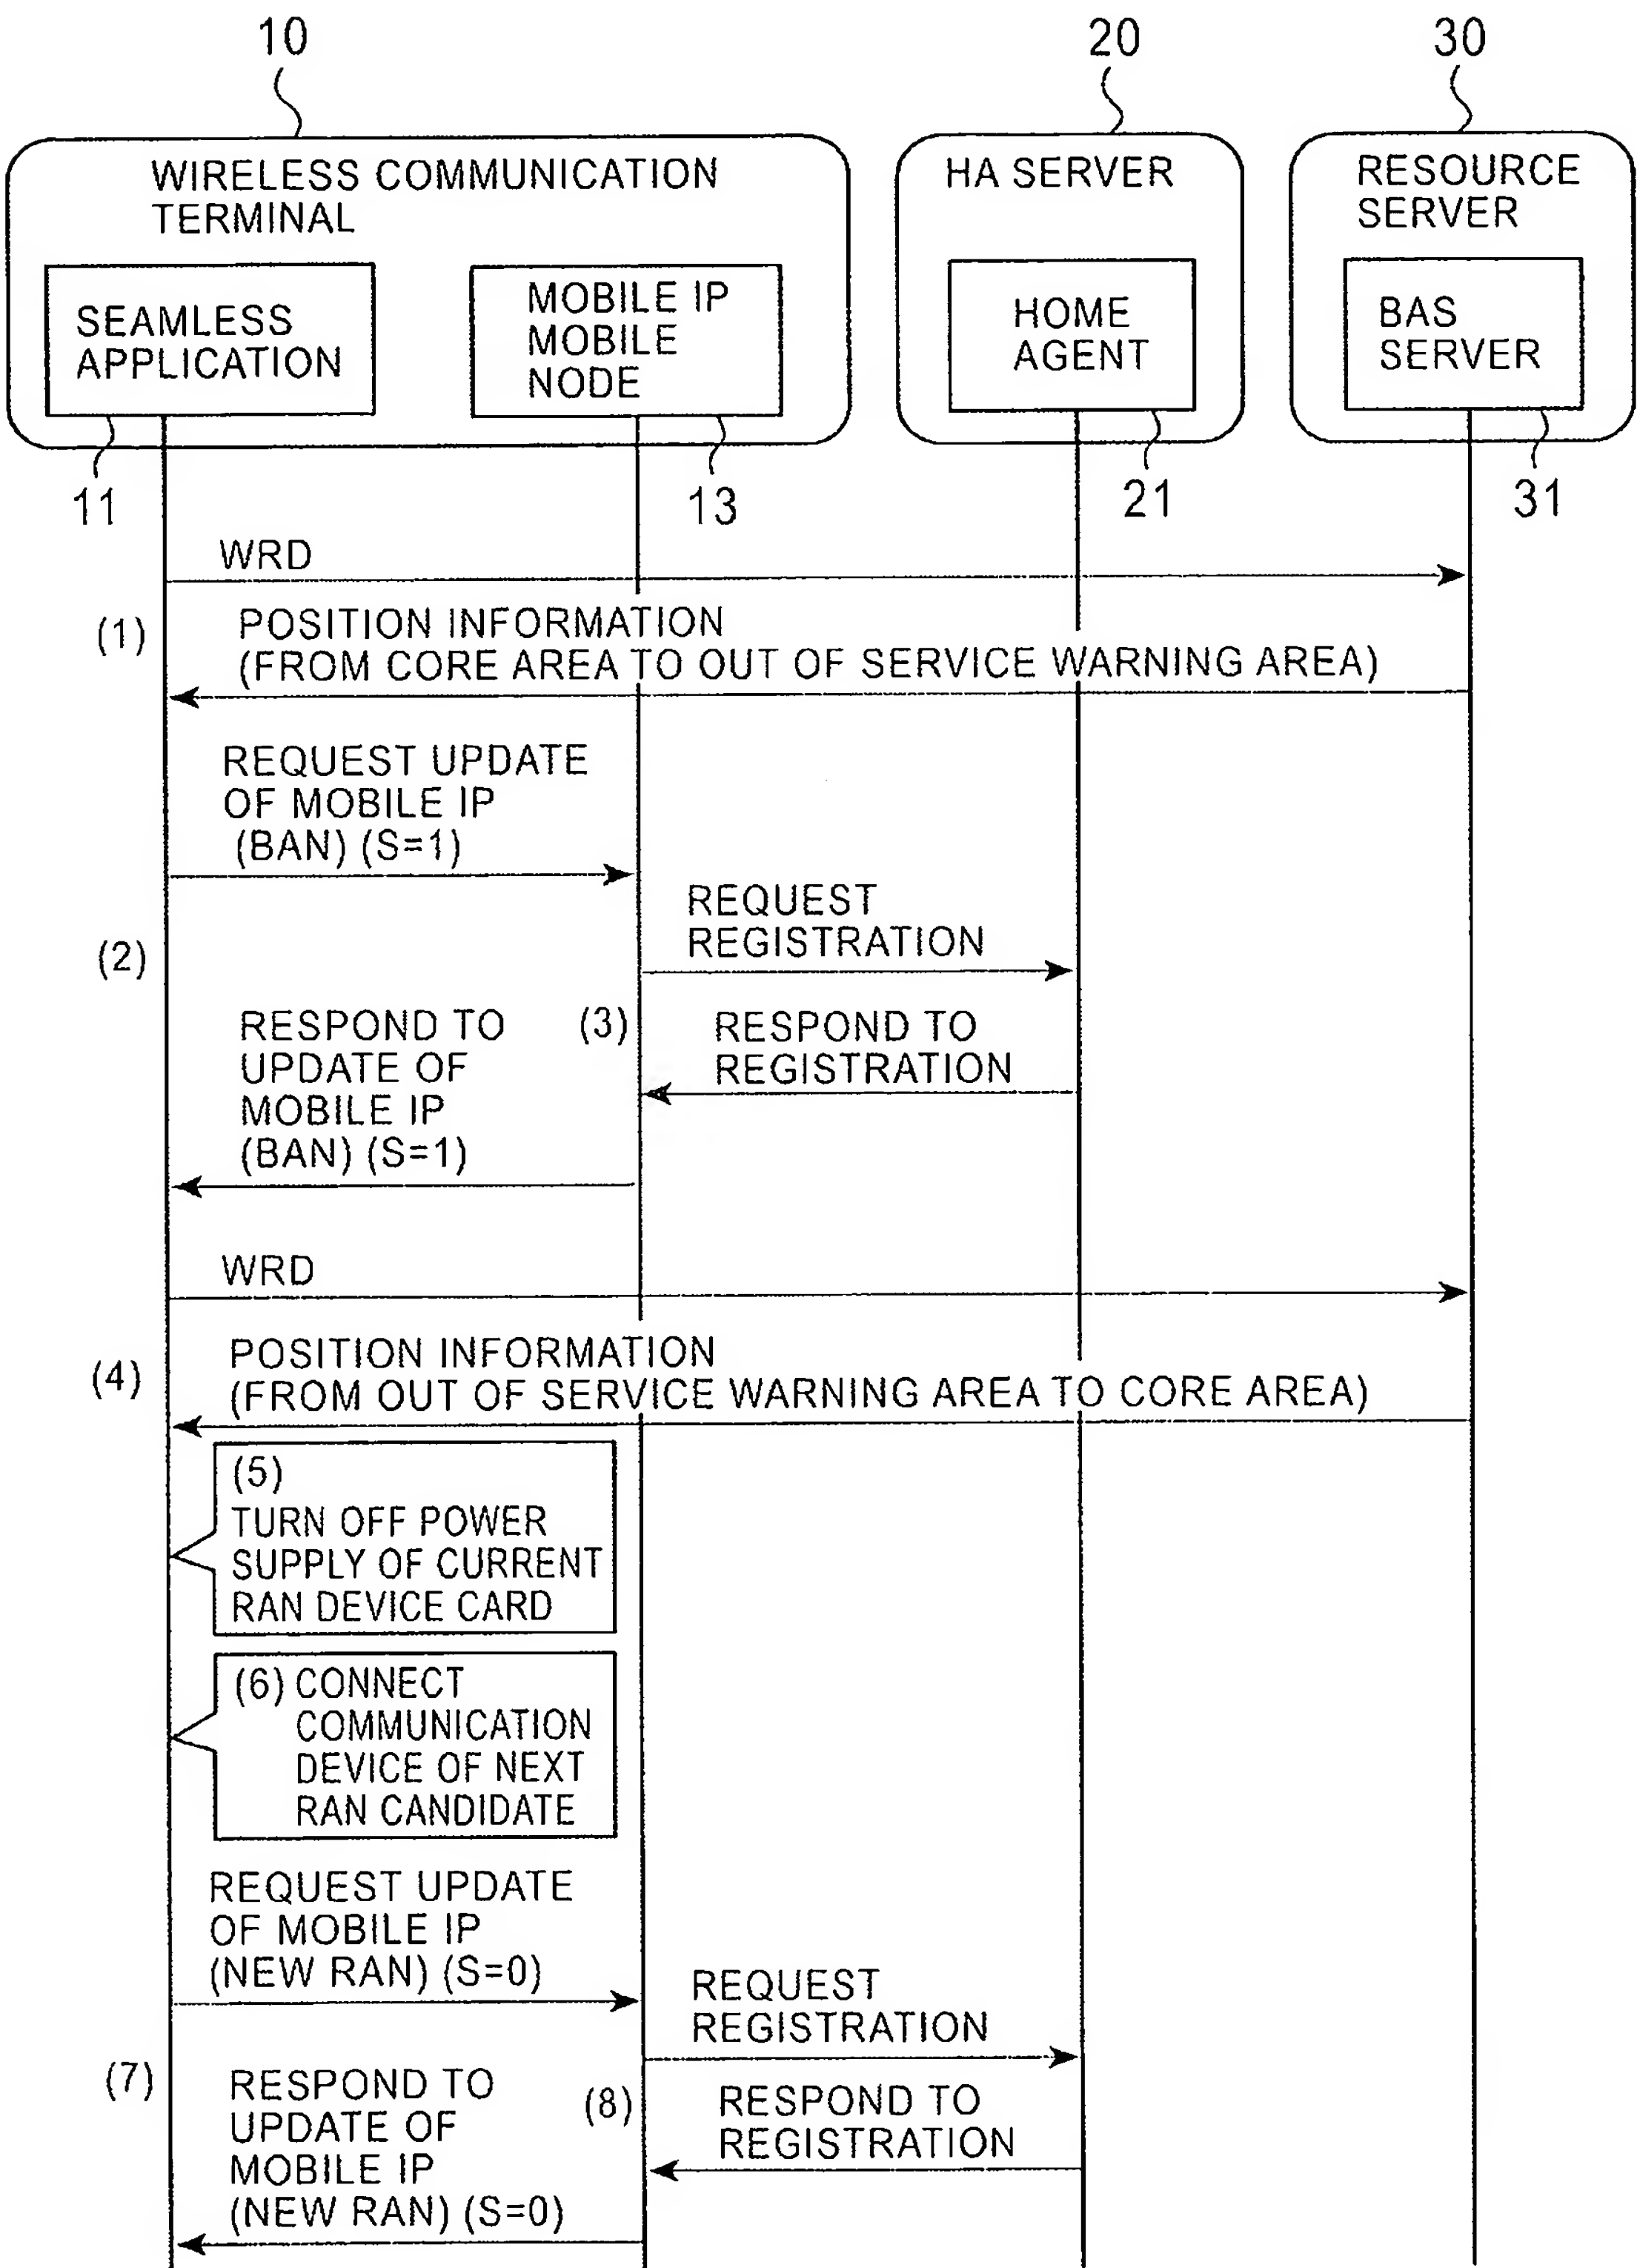 10
20
30
WIRELESS COMMUNICATION
TERMINAL
HA SERVER
RESOURCE
SERVER
SEAMLESS
APPLICATION
MOBILE IP
MOBILE
NODE
HOME
AGENT
BAS
SERVER
11
13
21
31
WRD
(1)
POSITION INFORMATION
(FROM CORE AREA TO OUT OF SERVICE WARNING AREA)
REQUEST UPDATE
OF MOBILE IP
(BAN) (S=1)
(2)
REQUEST
REGISTRATION
(3)
RESPOND TO
REGISTRATION
RESPOND TO
UPDATE OF
MOBILE IP
(BAN) (S=1)
WRD
(4)
POSITION INFORMATION
(FROM OUT OF SERVICE WARNING AREA TO CORE AREA)
(5)
TURN OFF POWER
SUPPLY OF CURRENT
RAN DEVICE CARD
(6) CONNECT
COMMUNICATION
DEVICE OF NEXT
RAN CANDIDATE
REQUEST UPDATE
OF MOBILE IP
(NEW RAN) (S=0)
REQUEST
REGISTRATION
(7)
RESPOND TO
UPDATE OF
MOBILE IP
(NEW RAN) (S=0)
(8)
RESPOND TO
REGISTRATION